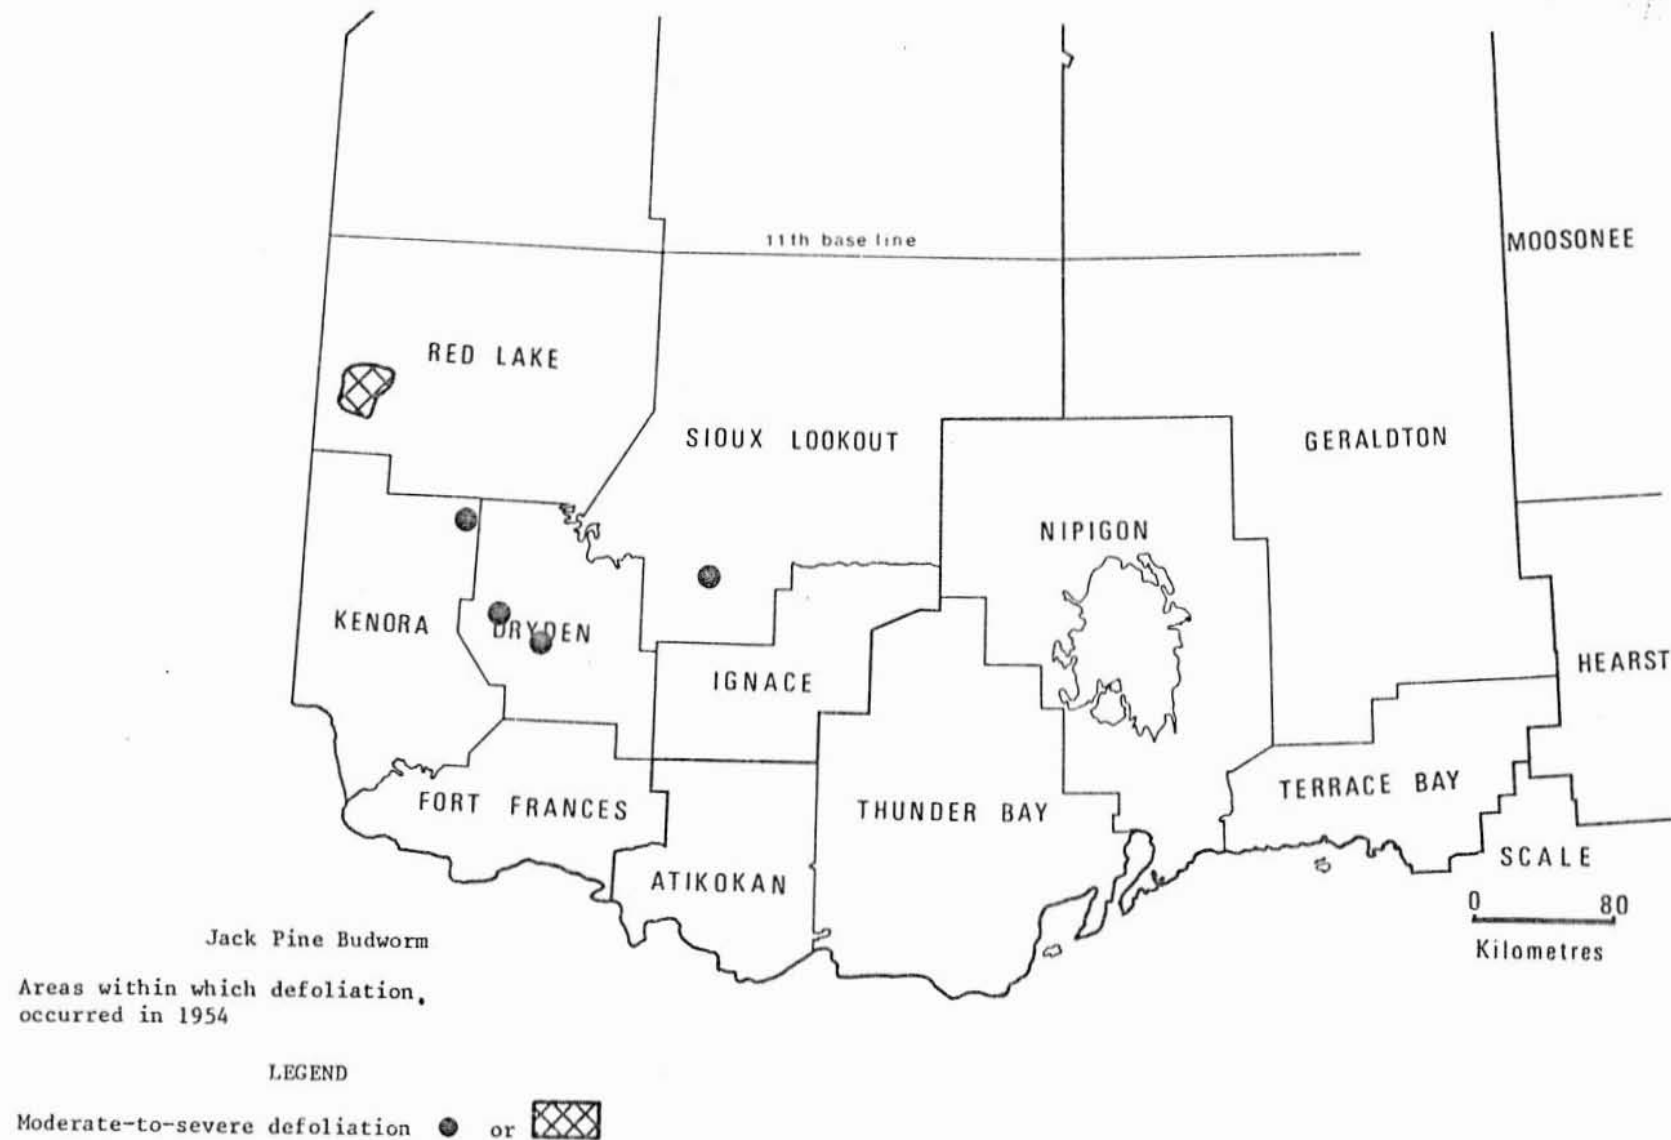 11th base line
MOOSONEE
RED LAKE
SIOUX LOOKOUT
GERALDTON
NIPIGON
KENORA
DRYDEN
IGNACE
HEARST
FORT FRANCES
THUNDER BAY
TERRACE BAY
ATIKOKAN
SCALE
0 80
Kilometres
Jack Pine Budworm
Areas within which defoliation
occurred in 1954
LEGEND
Moderate-to-severe defoliation or